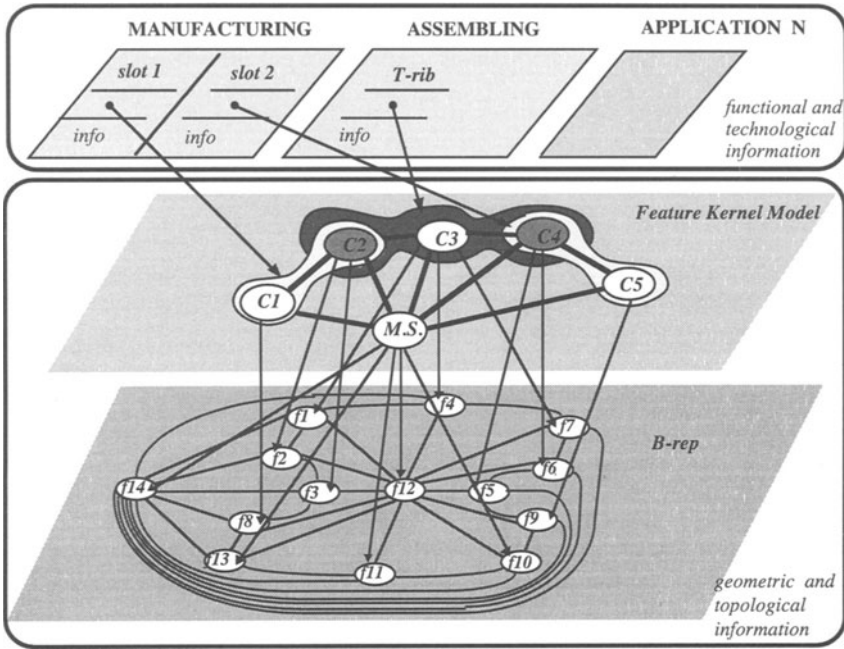 MANUFACTURING
ASSEMBLING
APPLICATION N
slot 1
slot 2
T-rib
info
info
info
functional and
technological
information
Feature Kernel Model
C2
C3
C4
C1
C5
M.S.
B-rep
f1
f4
f7
f2
f6
f14
f3
f12
f5
f8
f9
f13
f11
f10
geometric and
topological
information